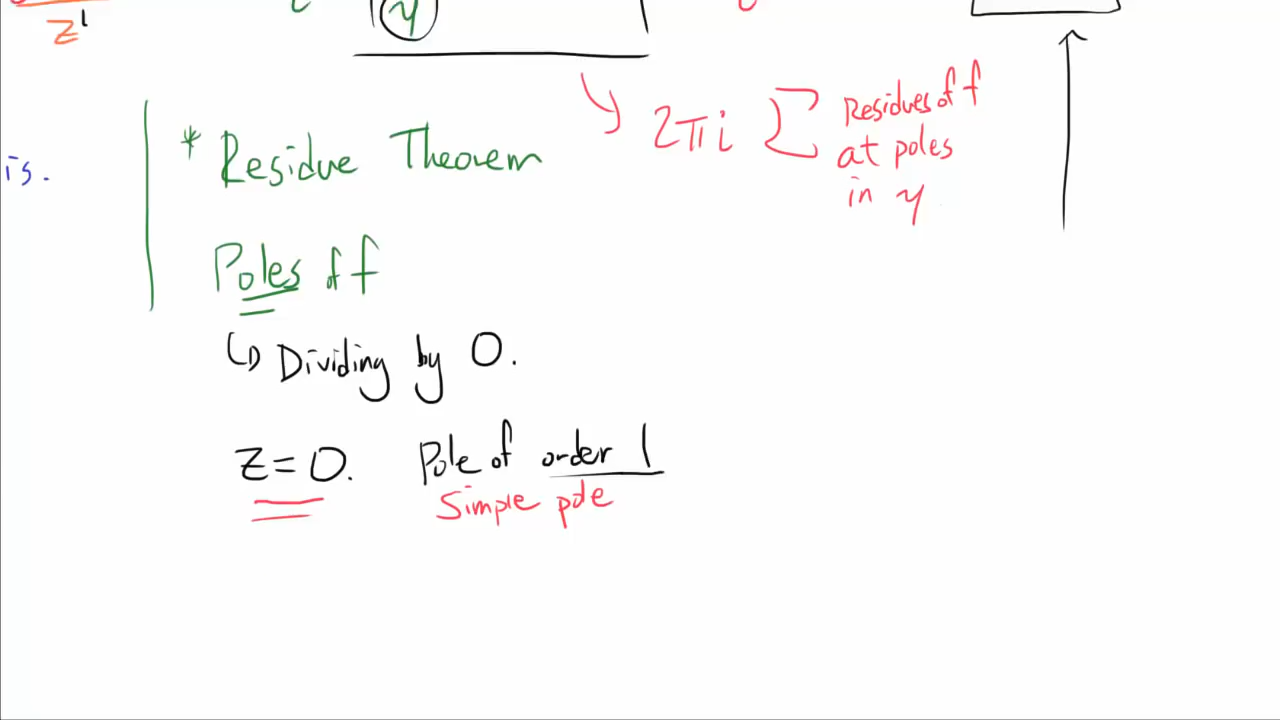 z¹
γ
is.
* Residue Theorem
2πi Σ Residues of f
at poles
in γ
Poles of f
↳ Dividing by 0.
z = 0. Pole of order 1
Simple pole